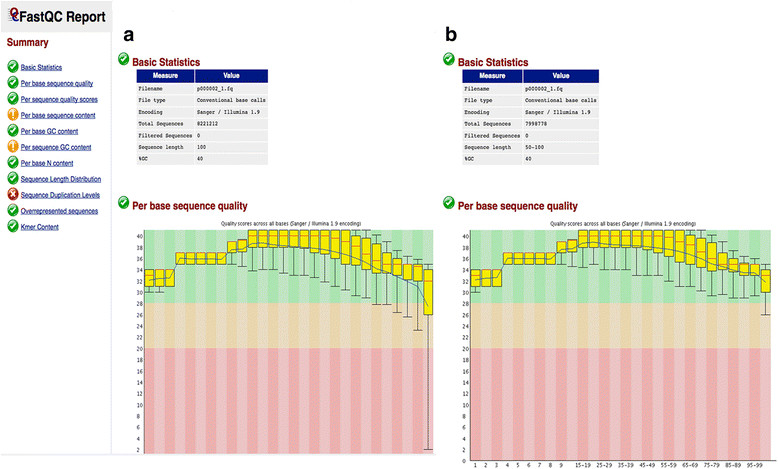 FastQC Report
Summary
Basic Statistics
Per base sequence quality
Per sequence quality scores
Per base sequence content
Per base GC content
Per sequence GC content
Per base N content
Sequence Length Distribution
Sequence Duplication Levels
Overrepresented sequences
Kmer Content
a
Basic Statistics
Measure Value
Filename p000002_1.fq
File type Conventional base calls
Encoding Sanger / Illumina 1.9
Total Sequences 8221212
Filtered Sequences 0
Sequence length 100
%GC 40
Per base sequence quality
Quality scores across all bases (Sanger / Illumina 1.9 encoding)
40
38
36
34
32
30
28
26
24
22
20
18
16
14
12
10
8
6
4
2
b
Basic Statistics
Measure Value
Filename p000002_1.fq
File type Conventional base calls
Encoding Sanger / Illumina 1.9
Total Sequences 7998778
Filtered Sequences 0
Sequence length 50-100
%GC 40
Per base sequence quality
Quality scores across all bases (Sanger / Illumina 1.9 encoding)
40
38
36
34
32
30
28
26
24
22
20
18
16
14
12
10
8
6
4
2
0
1 2 3 4 5 6 7 8 9 15-19 25-29 35-39 45-49 55-59 65-69 75-79 85-89 95-99